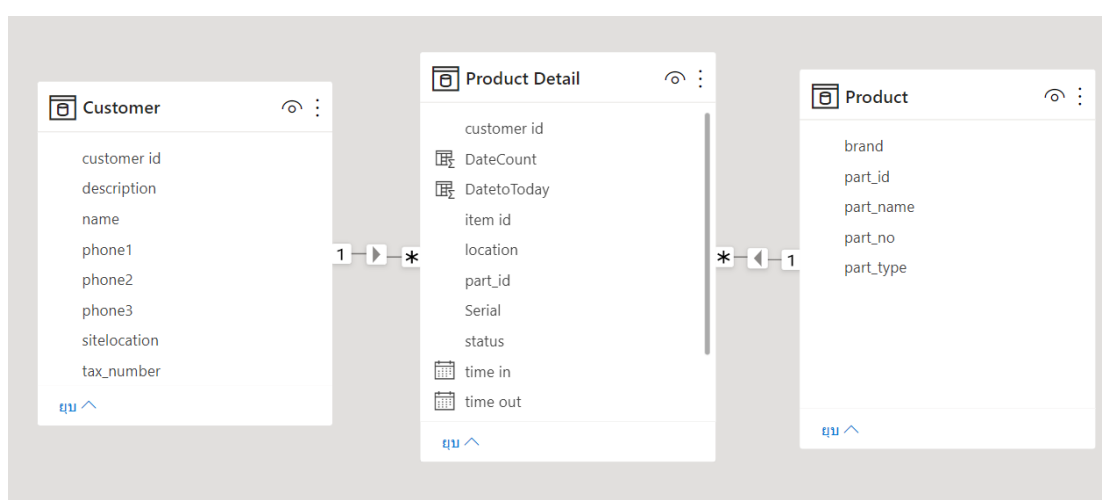 Customer
customer id
description
name
phone1
phone2
phone3
sitelocation
tax_number
ยุบ
1
*
Product Detail
customer id
DateCount
DatetoToday
item id
location
part_id
Serial
status
time in
time out
ยุบ
*
1
Product
brand
part_id
part_name
part_no
part_type
ยุบ